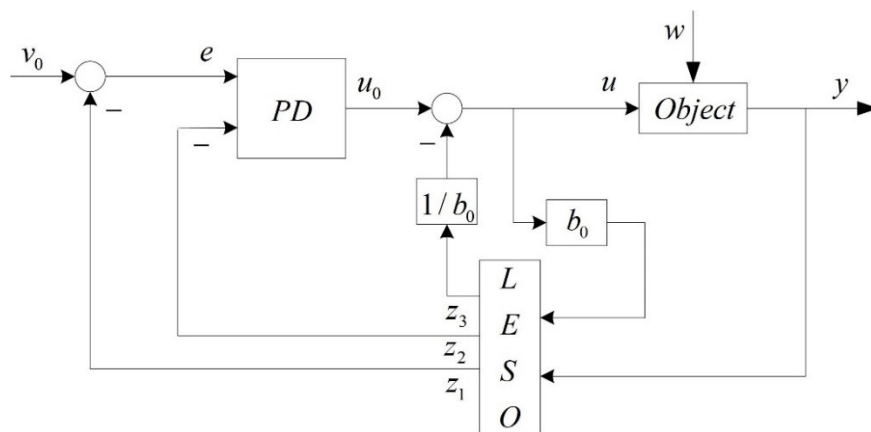 w
v₀
e
u₀
u
y
−
PD
Object
−
−
1/b₀
b₀
L
z₃
E
z₂
S
z₁
O